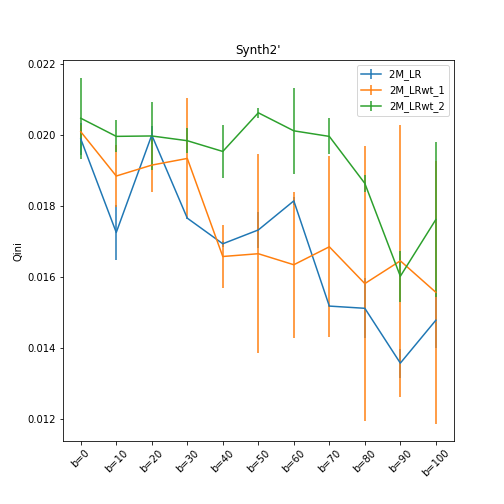 Synth2'
2M_LR
2M_LRwt_1
2M_LRwt_2
Qini
0.022
0.020
0.018
0.016
0.014
0.012
b=0
b=10
b=20
b=30
b=40
b=50
b=60
b=70
b=80
b=90
b=100